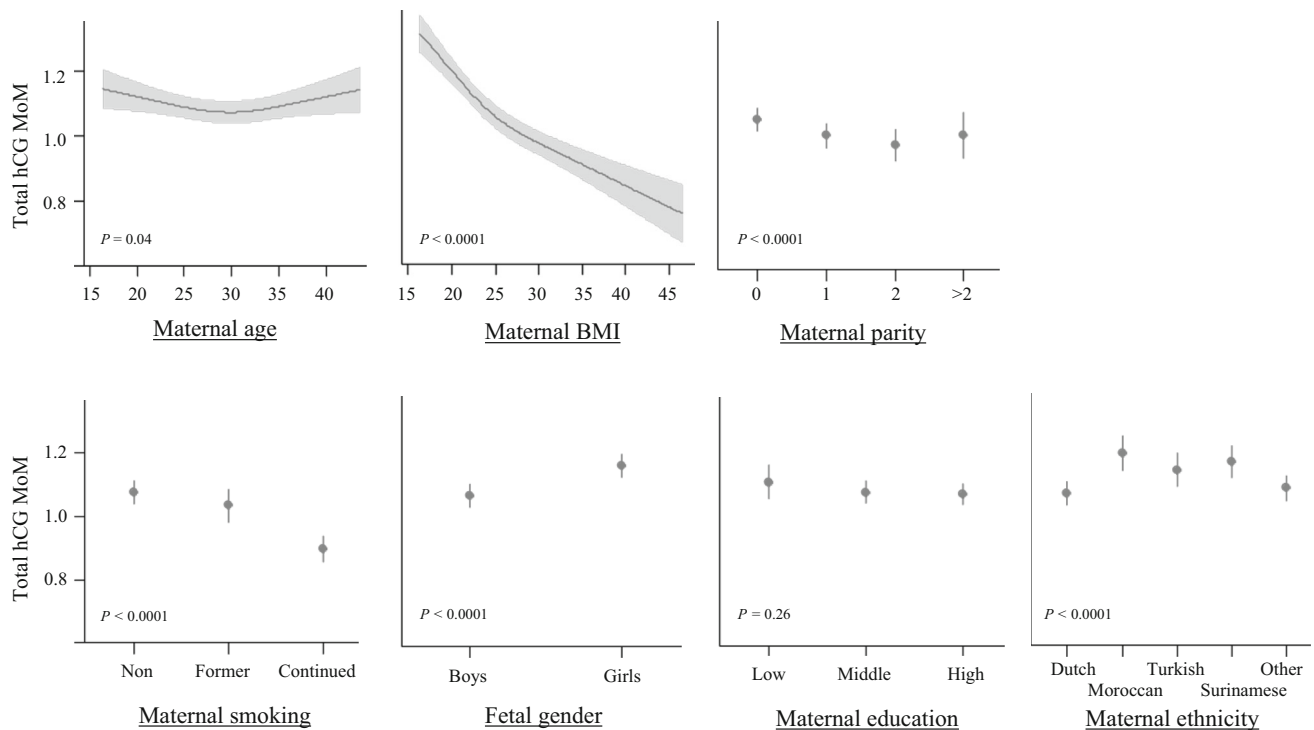 Total hCG MoM
1.2
1.0
0.8
P = 0.04
15 20 25 30 35 40
Maternal age
P < 0.0001
15 20 25 30 35 40 45
Maternal BMI
P < 0.0001
0 1 2 >2
Maternal parity
Total hCG MoM
1.2
1.0
0.8
P < 0.0001
Non Former Continued
Maternal smoking
P < 0.0001
Boys Girls
Fetal gender
P = 0.26
Low Middle High
Maternal education
P < 0.0001
Dutch Turkish Other
Moroccan Surinamese
Maternal ethnicity